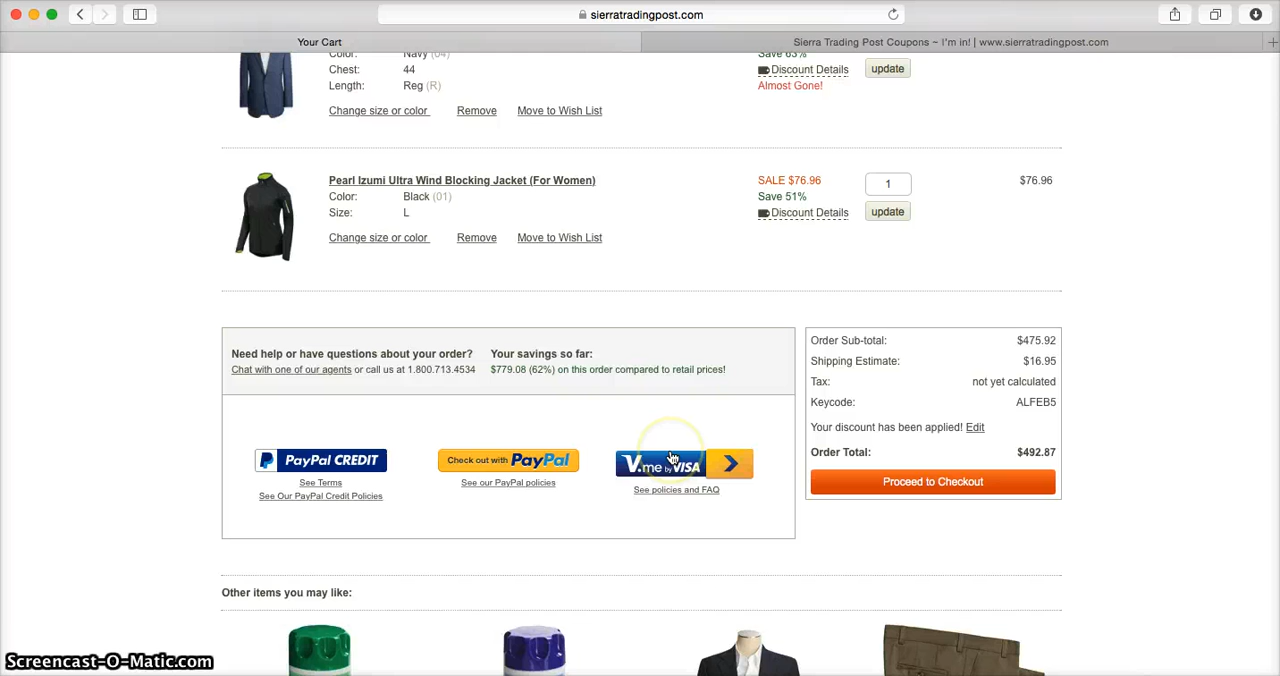 sierratradingpost.com
Your Cart
Sierra Trading Post Coupons ~ I'm in! | www.sierratradingpost.com
Color: Navy (04)
Save 63%
Chest: 44
Discount Details
update
Length: Reg (R)
Almost Gone!
Change size or color Remove Move to Wish List
Pearl Izumi Ultra Wind Blocking Jacket (For Women)
SALE $76.96
1
$76.96
Color: Black (01)
Save 51%
Size: L
Discount Details
update
Change size or color Remove Move to Wish List
Need help or have questions about your order?
Chat with one of our agents or call us at 1.800.713.4534
Your savings so far:
$779.08 (62%) on this order compared to retail prices!
PayPal CREDIT
See Terms
See Our PayPal Credit Policies
Check out with PayPal
See our PayPal policies
V.me by VISA
See policies and FAQ
Order Sub-total: $475.92
Shipping Estimate: $16.95
Tax: not yet calculated
Keycode: ALFEB5
Your discount has been applied! Edit
Order Total: $492.87
Proceed to Checkout
Other items you may like:
Screencast-O-Matic.com